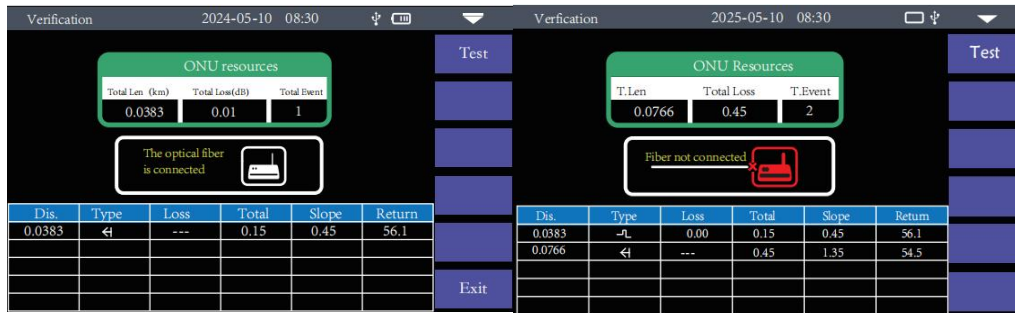 Verification 2024-05-10 08:30
Test
ONU resources
Total Len (km) Total Loss(dB) Total Event
0.0383 0.01 1
The optical fiber
is connected
Dis. Type Loss Total Slope Return
0.0383 --- 0.15 0.45 56.1
Exit
Verfication 2025-05-10 08:30
Test
ONU Resources
T.Len Total Loss T.Event
0.0766 0.45 2
Fiber not connected
Dis. Type Loss Total Slope Return
0.0383 0.00 0.15 0.45 56.1
0.0766 --- 0.45 1.35 54.5